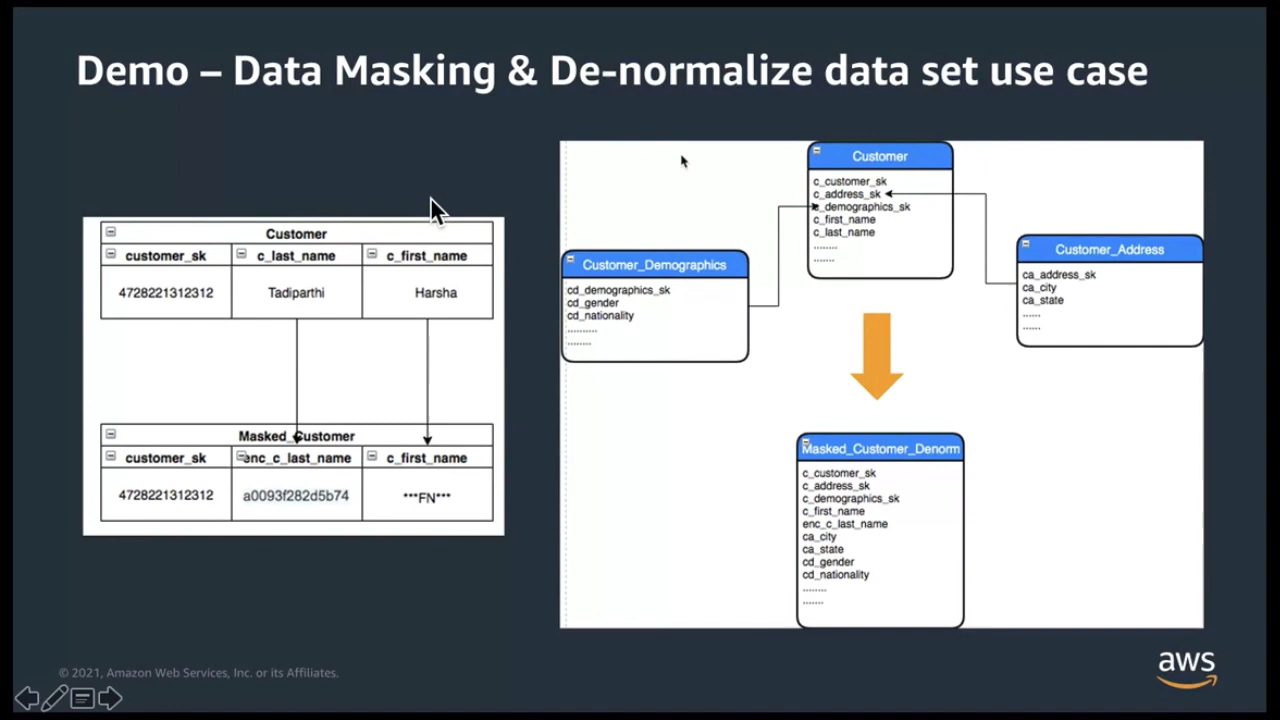 Demo – Data Masking & De-normalize data set use case
Customer
customer_sk c_last_name c_first_name
4728221312312 Tadiparthi Harsha
Masked_Customer
customer_sk enc_c_last_name c_first_name
4728221312312 a0093f282d5b74 ***FN***
Customer
c_customer_sk
c_address_sk
c_demographics_sk
c_first_name
c_last_name
........
.......
Customer_Demographics
cd_demographics_sk
cd_gender
cd_nationality
..........
........
Customer_Address
ca_address_sk
ca_city
ca_state
......
......
Masked_Customer_Denorm
c_customer_sk
c_address_sk
c_demographics_sk
c_first_name
enc_c_last_name
ca_city
ca_state
cd_gender
cd_nationality
........
.......
© 2021, Amazon Web Services, Inc. or its Affiliates.
aws